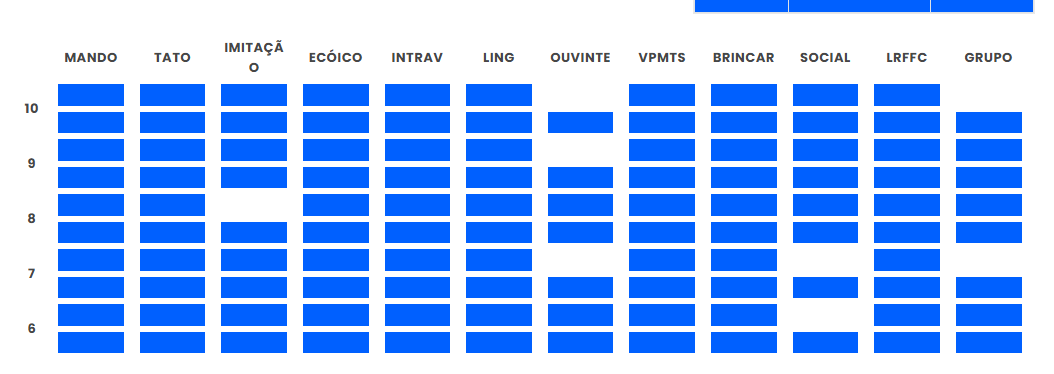 MANDO TATO IMITAÇÃ
O ECÓICO INTRAV LING OUVINTE VPMTS BRINCAR SOCIAL LRFFC GRUPO
10
9
8
7
6